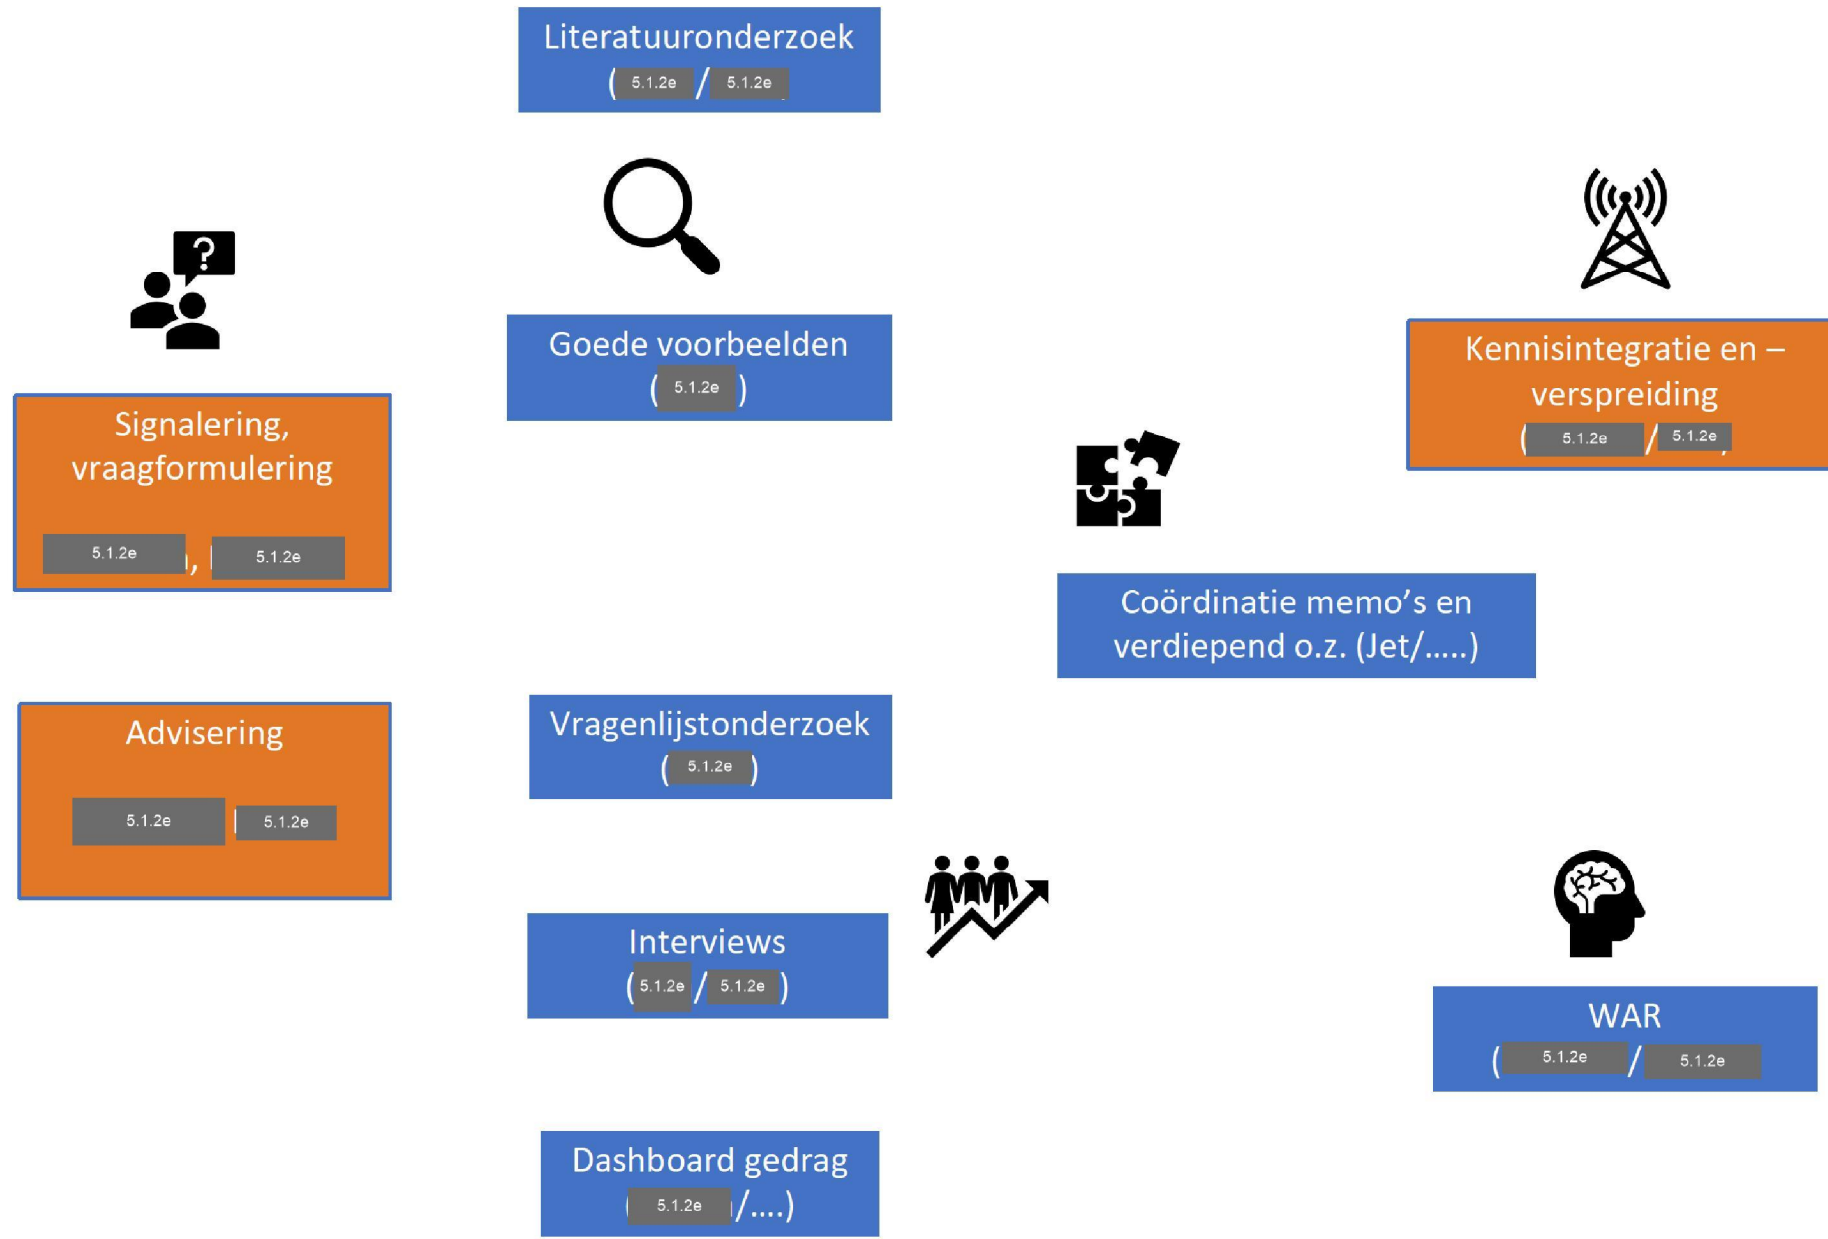 Literatuuronderzoek
( 5.1.2e / 5.1.2e
?
Signalering,
vraagformulering
5.1.2e , 5.1.2e
Advisering
5.1.2e 5.1.2e
Goede voorbeelden
( 5.1.2e )
Vragenlijstonderzoek
( 5.1.2e )
Interviews
( 5.1.2e / 5.1.2e )
Dashboard gedrag
( 5.1.2e /....)
Coördinatie memo's en
verdiepend o.z. (Jet/.....)
Kennisintegratie en –
verspreiding
( 5.1.2e / 5.1.2e
WAR
( 5.1.2e / 5.1.2e